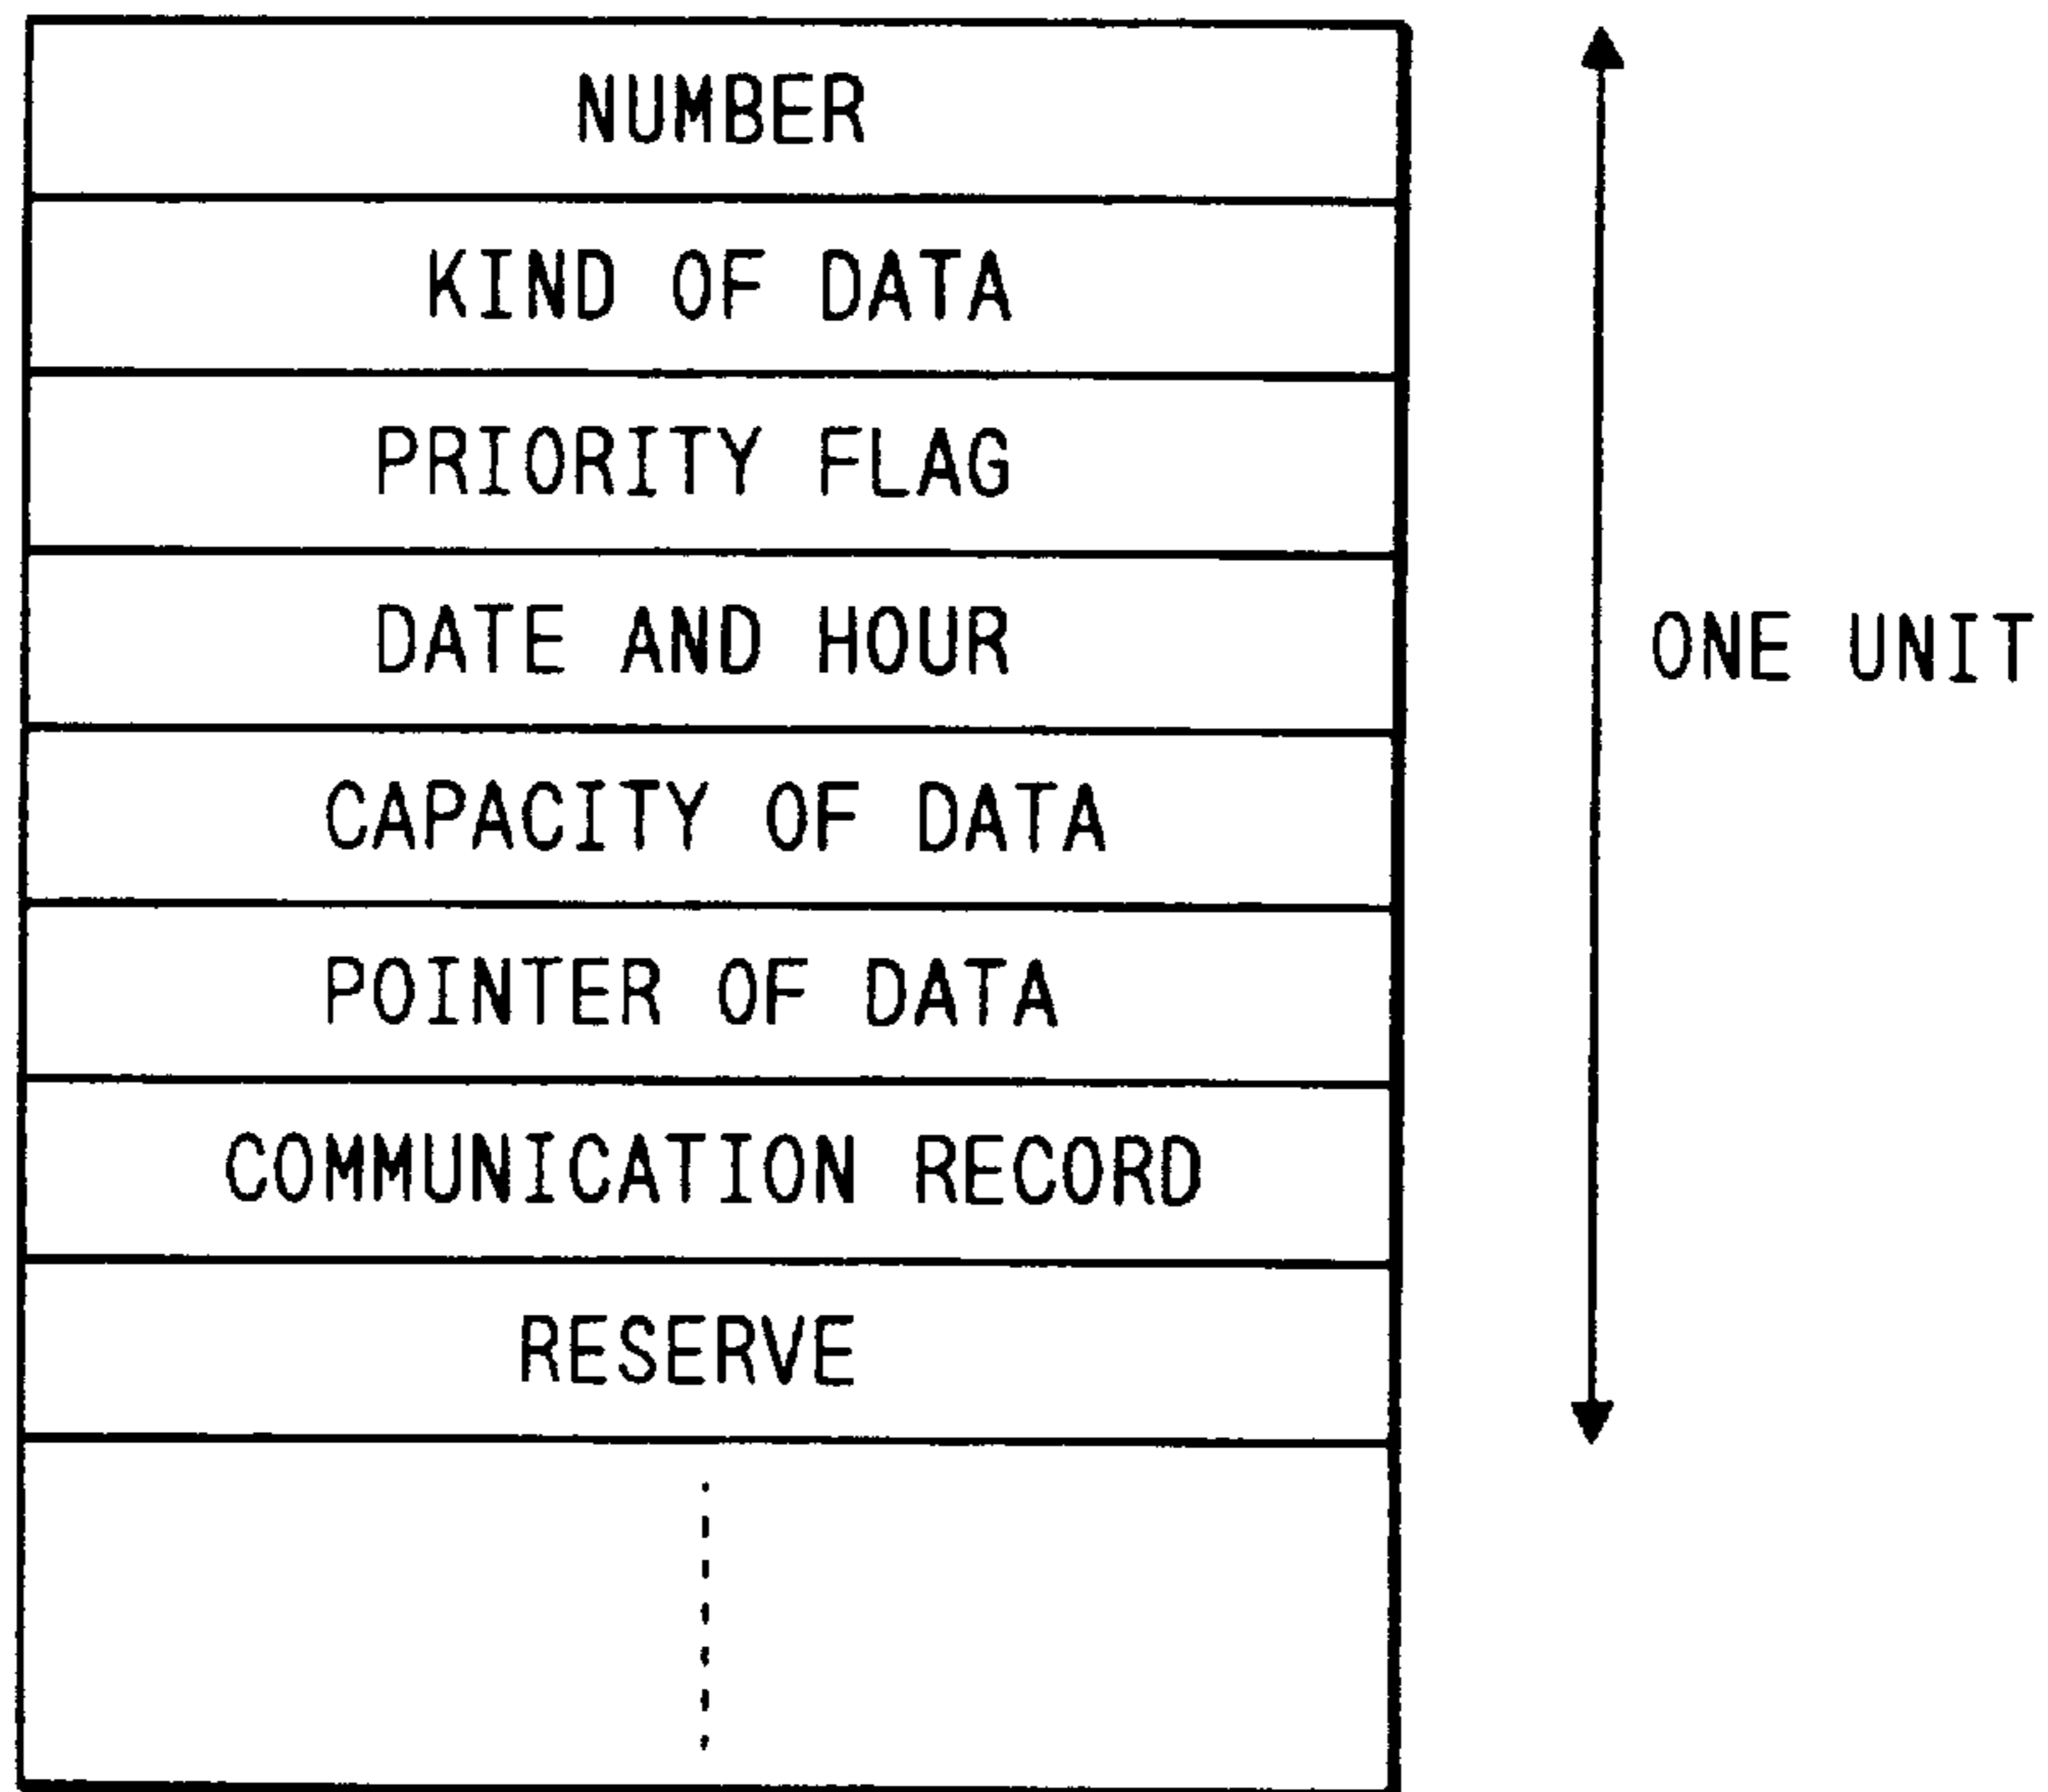 NUMBER
KIND OF DATA
PRIORITY FLAG
DATE AND HOUR
ONE UNIT
CAPACITY OF DATA
POINTER OF DATA
COMMUNICATION RECORD
RESERVE